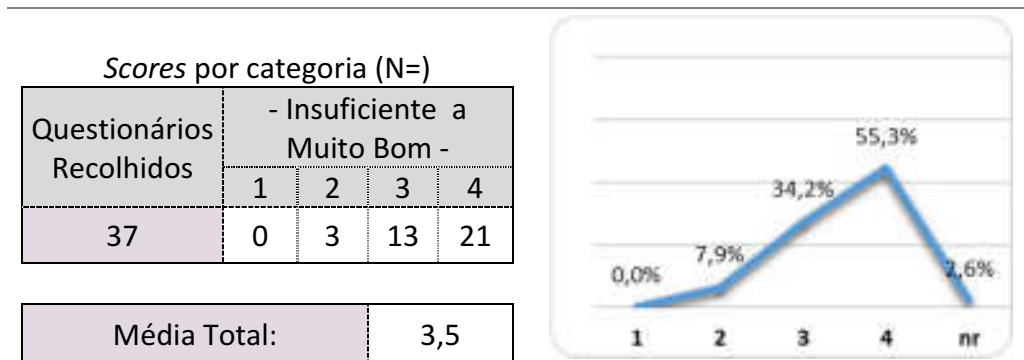 Scores por categoria (N=)
Questionários Recolhidos
- Insuficiente a
Muito Bom -
1 2 3 4
37 0 3 13 21
Média Total: 3,5
55,3%
34,2%
7,9%
0,0%
2,6%
1 2 3 4 nr